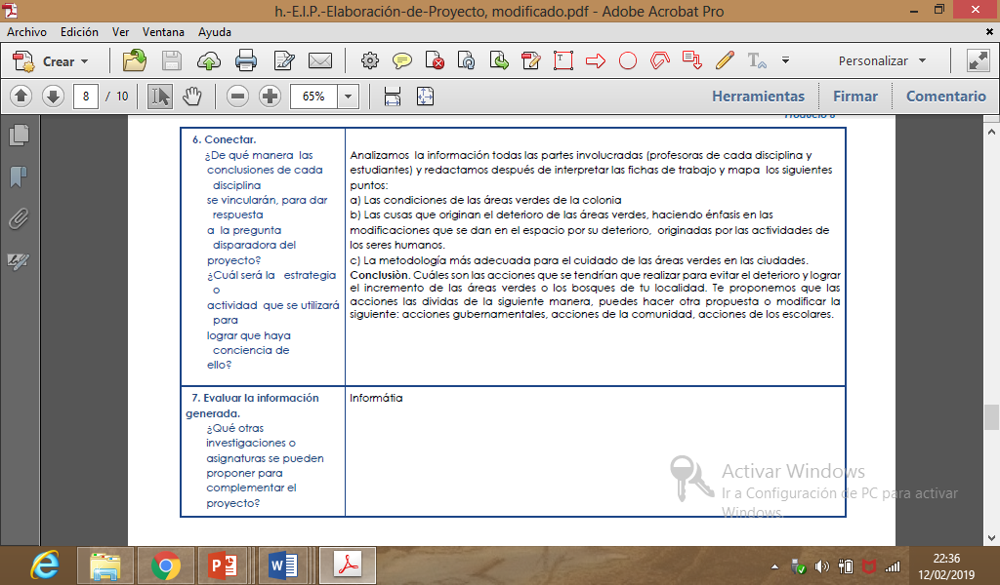 h.-E.I.P.-Elaboración-de-Proyecto, modificado.pdf - Adobe Acrobat Pro
Archivo Edición Ver Ventana Ayuda
Crear
Personalizar
8 / 10
65%
Herramientas Firmar Comentario
6. Conectar.
¿De qué manera las
conclusiones de cada
disciplina
se vincularán, para dar
respuesta
a la pregunta
disparadora del
proyecto?
¿Cuál será la estrategia
o
actividad que se utilizará
para
lograr que haya
conciencia de
ello?
Analizamos la información todas las partes involucradas (profesoras de cada disciplina y
estudiantes) y redactamos después de interpretar las fichas de trabajo y mapa los siguientes
puntos:
a) Las condiciones de las áreas verdes de la colonia
b) Las cusas que originan el deterioro de las áreas verdes, haciendo énfasis en las
modificaciones que se dan en el espacio por su deterioro, originadas por las actividades de
los seres humanos.
c) La metodología más adecuada para el cuidado de las áreas verdes en las ciudades.
Conclusiòn. Cuáles son las acciones que se tendrían que realizar para evitar el deterioro y lograr
el incremento de las áreas verdes o los bosques de tu localidad. Te proponemos que las
acciones las dividas de la siguiente manera, puedes hacer otra propuesta o modificar la
siguiente: acciones gubernamentales, acciones de la comunidad, acciones de los escolares.
7. Evaluar la información
generada.
¿Qué otras
investigaciones o
asignaturas se pueden
proponer para
complementar el
proyecto?
Informátia
Activar Windows
Ir a Configuración de PC para activar
Windows.
22:36
12/02/2019